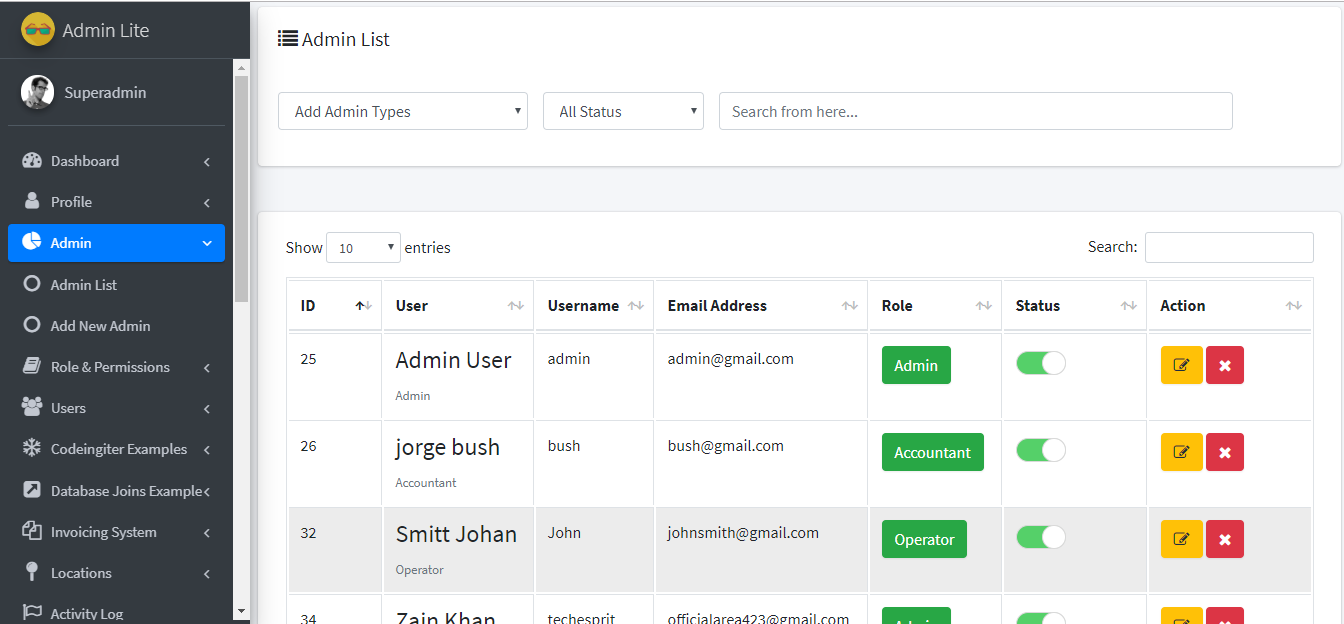 Admin Lite
Superadmin
Dashboard
Profile
Admin
Admin List
Add New Admin
Role & Permissions
Users
Codeingiter Examples
Database Joins Example
Invoicing System
Locations
Activity Log
Admin List
Add Admin Types
All Status
Search from here...
Show 10 entries
Search:
ID User Username Email Address Role Status Action
25 Admin User admin admin@gmail.com Admin
Admin
26 jorge bush bush bush@gmail.com Accountant
Accountant
32 Smitt Johan John johnsmith@gmail.com Operator
Operator
34 Zain Khan techesprit officialarea423@gmail.com Admin